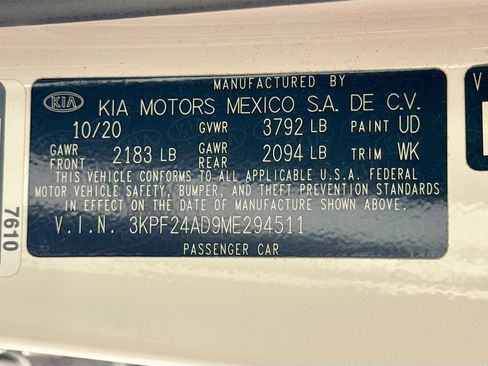 MANUFACTURED BY
KIA KIA MOTORS MEXICO S.A. DE C.V.
10/20 GVWR 3792 LB PAINT UD
GAWR FRONT 2183 LB GAWR REAR 2094 LB TRIM WK
THIS VEHICLE CONFORMS TO ALL APPLICABLE U.S.A. FEDERAL
MOTOR VEHICLE SAFETY, BUMPER, AND THEFT PREVENTION STANDARDS
IN EFFECT ON THE DATE OF MANUFACTURE SHOWN ABOVE.
V.I.N. 3KPF24AD9ME294511
PASSENGER CAR
7610
V